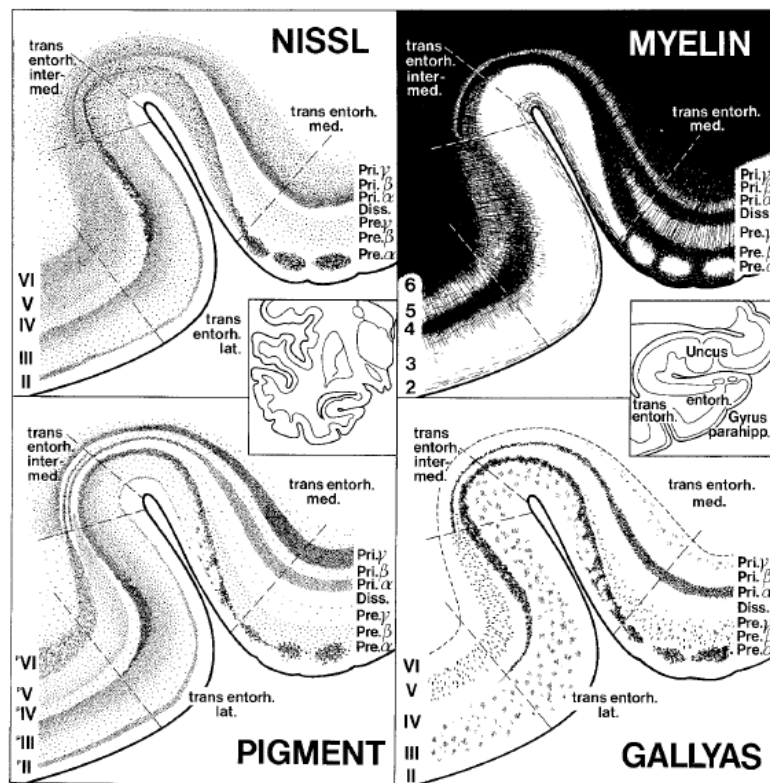 NISSL
trans
entorh.
inter-
med.
trans entorh.
med.
Pri.γ
Pri.β
Pri.α
Diss.
Pre.γ
Pre.β
Pre.α
VI
V
IV
III
II
trans
entorh.
lat.
MYELIN
trans
entorh.
intermed.
trans entorh.
med.
Pri.γ
Pri.β
Pri.α
Diss.
Pre.γ
Pre.β
Pre.α
6
5
4
3
2
Uncus
trans
entorh.
entorh.
Gyrus
parahipp.
trans
entorh.
inter-
med.
trans entorh.
med.
Pri.γ
Pri.β
Pri.α
Diss.
Pre.γ
Pre.β
Pre.α
'VI
'V
'IV
'III
'II
trans entorh.
lat.
PIGMENT
trans
entorh.
intermed.
trans entorh.
med.
Pri.γ
Pri.β
Pri.α
Diss.
Pre.γ
Pre.β
Pre.α
VI
V
IV
III
II
trans entorh.
lat.
GALLYAS